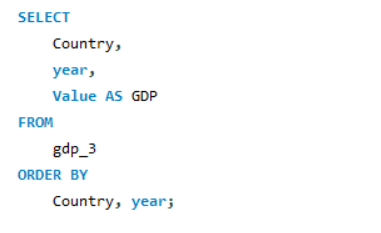 SELECT
Country,
year,
Value AS GDP
FROM
gdp_3
ORDER BY
Country, year;